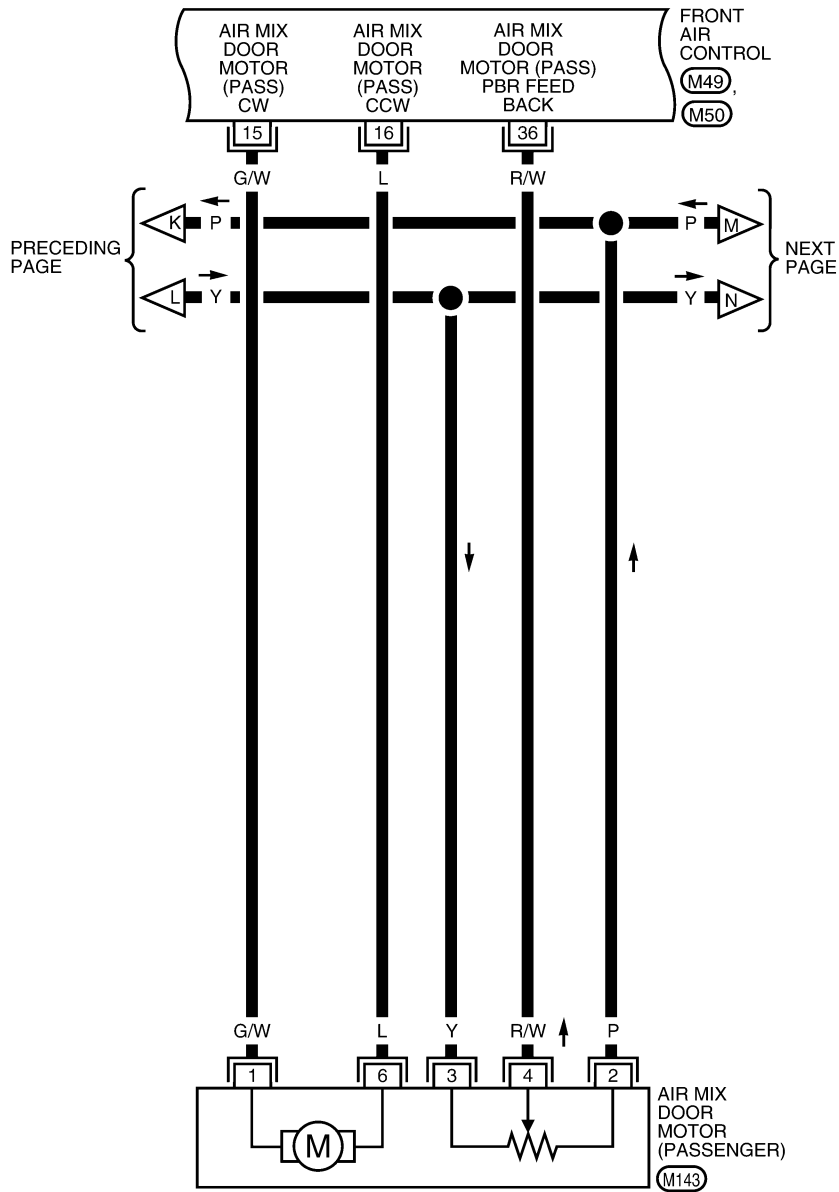 AIR MIX
DOOR
MOTOR
(PASS)
CW
AIR MIX
DOOR
MOTOR
(PASS)
CCW
AIR MIX
DOOR
MOTOR (PASS)
PBR FEED
BACK
FRONT
AIR
CONTROL
M49 ,
M50
15
16
36
G/W
L
R/W
PRECEDING
PAGE
K
P
P
M
L
Y
Y
N
NEXT
PAGE
G/W
L
Y
R/W
P
1
6
3
4
2
M
AIR MIX
DOOR
MOTOR
(PASSENGER)
M143